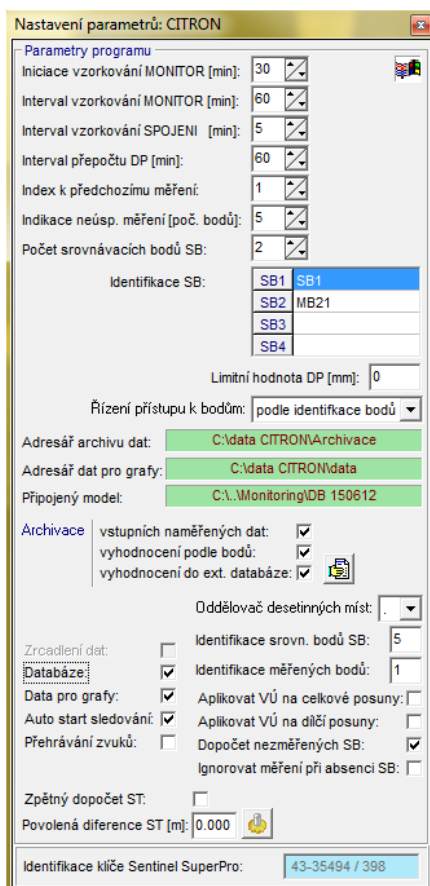 Nastavení parametrů: CITRON
Parametry programu
Iniciace vzorkování MONITOR [min]: 30
Interval vzorkování MONITOR [min]: 60
Interval vzorkování SPOJENI [min]: 5
Interval přepočtu DP [min]: 60
Index k předchozímu měření: 1
Indikace neúsp. měření [poč. bodů]: 5
Počet srovnávacích bodů SB: 2
Identifikace SB: SB1 SB1
SB2 MB21
SB3
SB4
Limitní hodnota DP [mm]: 0
Řízení přístupu k bodům: podle identifkace bodů
Adresář archivu dat: C:\data CITRON\Archivace
Adresář dat pro grafy: C:\data CITRON\data
Připojený model: C:\..\Monitoring\DB 150612
Archivace vstupních naměřených dat:
vyhodnocení podle bodů:
vyhodnocení do ext. databáze:
Oddělovač desetinných míst: .
Zrcadlení dat: Identifikace srovn. bodů SB: 5
Databáze: Identifikace měřených bodů: 1
Data pro grafy: Aplikovat VÚ na celkové posuny:
Auto start sledování: Aplikovat VÚ na dílčí posuny:
Přehrávání zvuků: Dopočet nezměřených SB:
Ignorovat měření při absenci SB:
Zpětný dopočet ST:
Povolená diference ST [m]: 0.000
Identifikace klíče Sentinel SuperPro: 43-35494 / 398